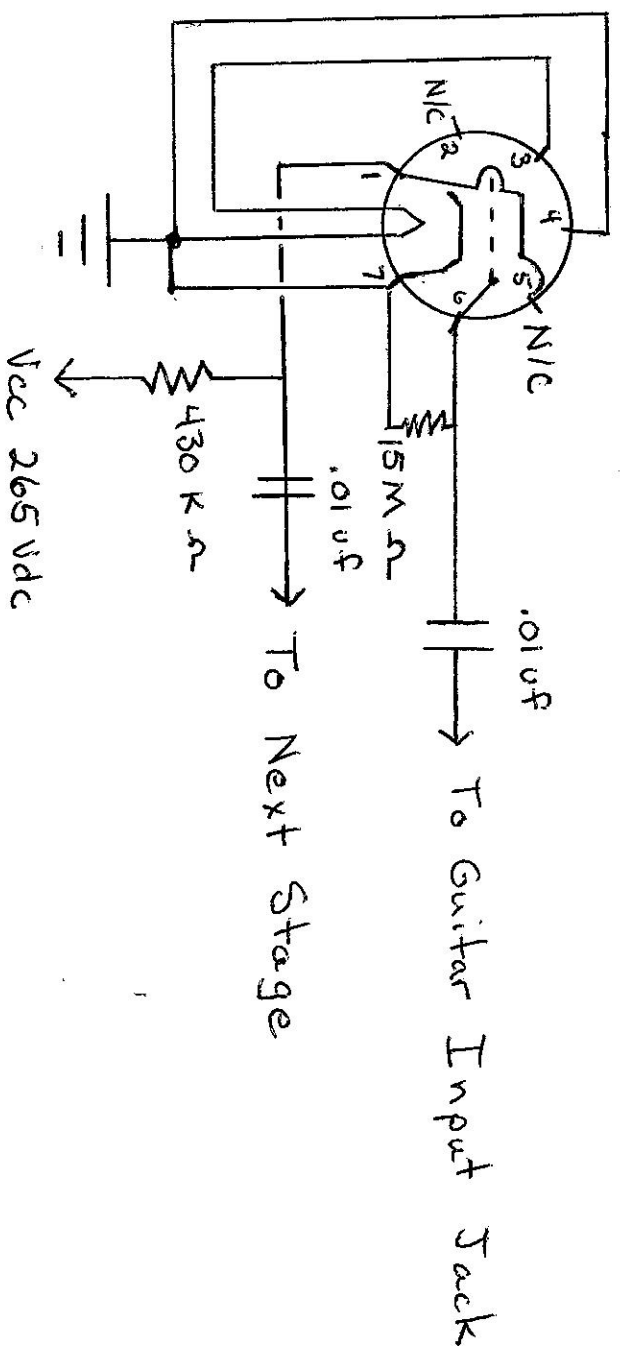 N/C
2
3
4
5
N/C
1
7
6
15 M Ω
.01 uf
To Guitar Input Jack
.01 uf
To Next Stage
430 K Ω
Vcc 265 Vdc